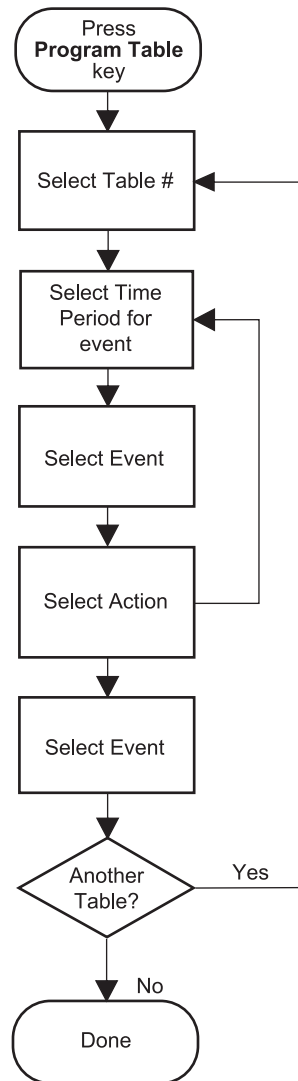 Press
Program Table
key
Select Table #
Select Time
Period for
event
Select Event
Select Action
Select Event
Another
Table?
Yes
No
Done